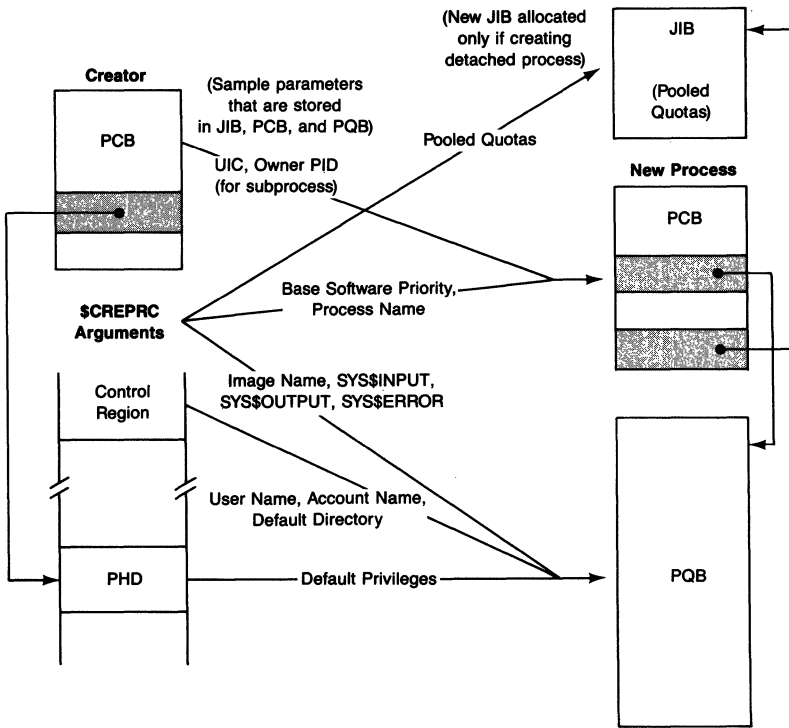 (New JIB allocated
only if creating
detached process)
JIB
(Pooled
Quotas)
Creator
(Sample parameters
that are stored
in JIB, PCB, and PQB)
PCB
Pooled Quotas
UIC, Owner PID
(for subprocess)
New Process
PCB
Base Software Priority,
Process Name
$CREPRC
Arguments
Image Name, SYS$INPUT,
SYS$OUTPUT, SYS$ERROR
Control
Region
User Name, Account Name,
Default Directory
PHD
Default Privileges
PQB